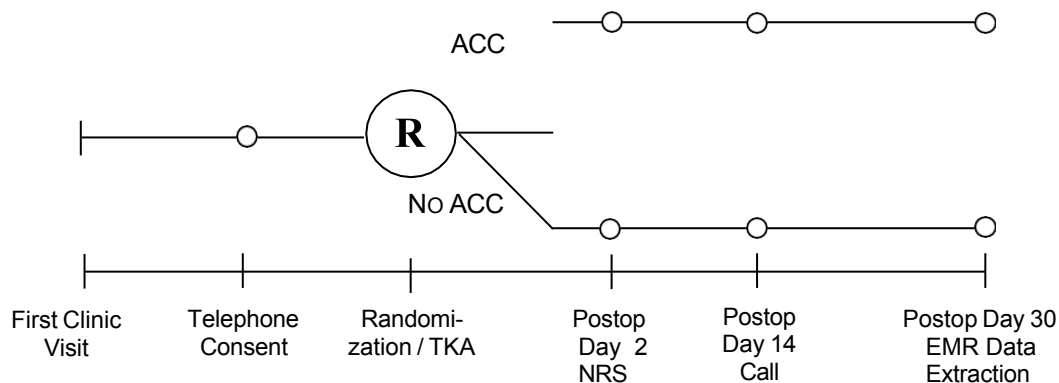 ACC
R
No ACC
First Clinic
Visit
Telephone
Consent
Randomi-
zation / TKA
Postop
Day 2
NRS
Postop
Day 14
Call
Postop Day 30
EMR Data
Extraction